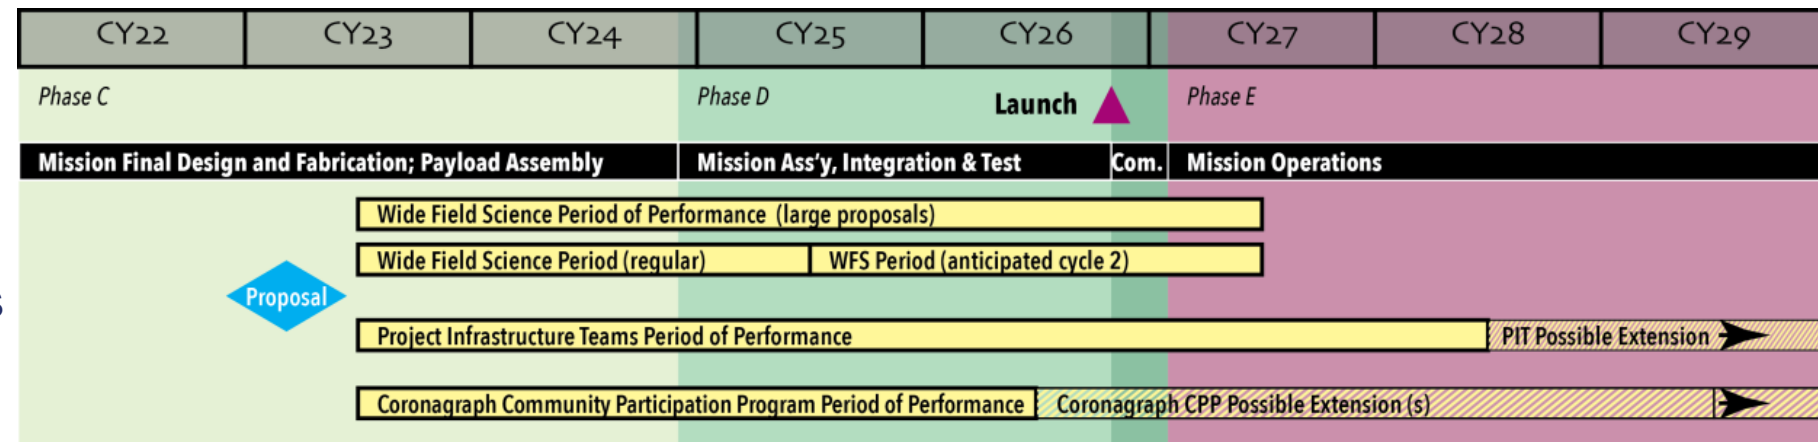 CY22 CY23 CY24 CY25 CY26 CY27 CY28 CY29
Phase C Phase D Launch Phase E
Mission Final Design and Fabrication; Payload Assembly Mission Ass'y, Integration & Test Com. Mission Operations
Wide Field Science Period of Performance (large proposals)
Wide Field Science Period (regular) WFS Period (anticipated cycle 2)
s Proposal
Project Infrastructure Teams Period of Performance PIT Possible Extension
Coronagraph Community Participation Program Period of Performance Coronagraph CPP Possible Extension (s)